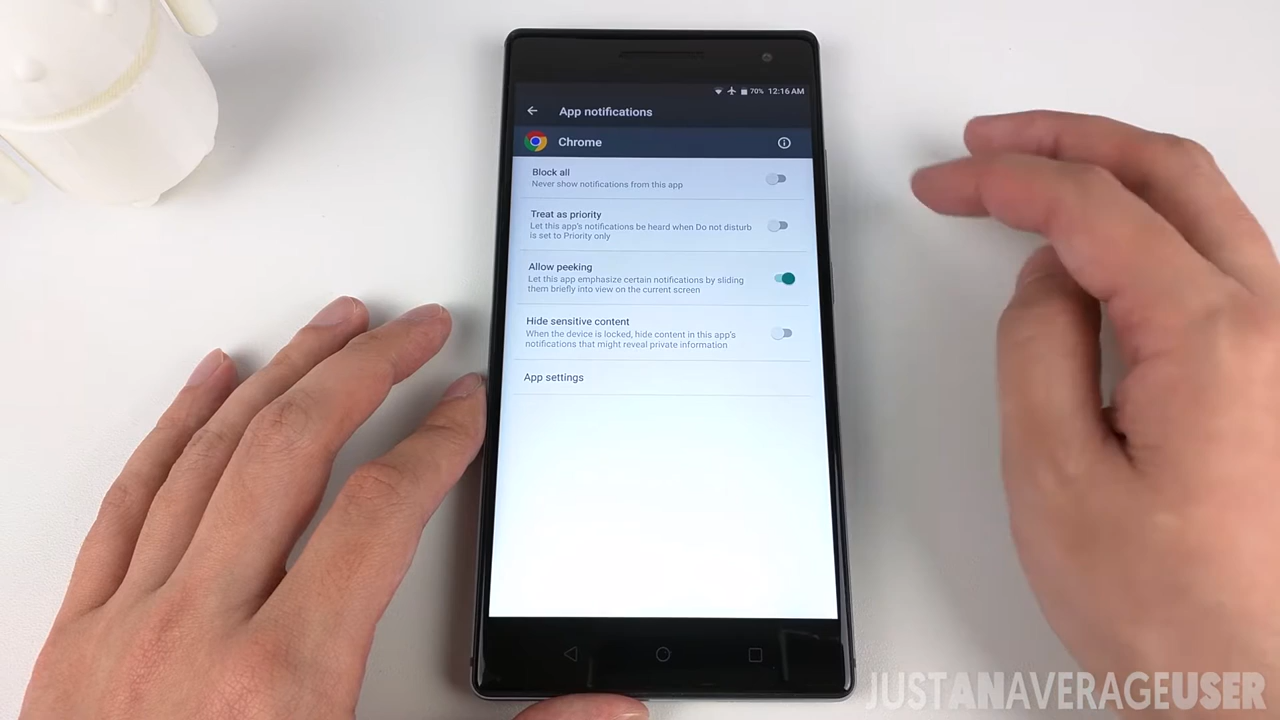 70% 12:16 AM
App notifications
Chrome
Block all
Never show notifications from this app
Treat as priority
Let this app's notifications be heard when Do not disturb
is set to Priority only
Allow peeking
Let this app emphasize certain notifications by sliding
them briefly into view on the current screen
Hide sensitive content
When the device is locked, hide content in this app's
notifications that might reveal private information
App settings
JUSTANAVERAGEUSER